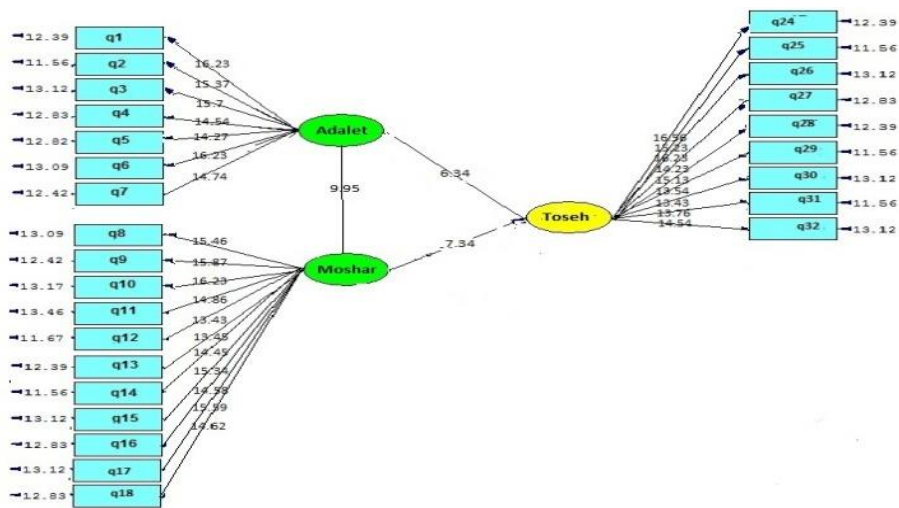 12.39 q1
11.56 q2
13.12 q3
12.83 q4
12.82 q5
13.09 q6
12.42 q7
16.23
15.37
15.7
14.54
14.27
16.23
14.74
Adalet
9.95
6.34
13.09 q8
12.42 q9
13.17 q10
13.46 q11
11.67 q12
12.39 q13
11.56 q14
13.12 q15
12.83 q16
13.12 q17
12.83 q18
15.46
15.87
16.23
14.86
13.43
13.45
14.45
15.34
14.58
15.59
14.62
Moshar
7.34
Toseh
15.23
16.23
14.23
15.13
13.54
13.43
13.76
14.54
q24 12.39
q25 11.56
q26 13.12
q27 12.83
q28 12.39
q29 11.56
q30 13.12
q31 11.56
q32 13.12